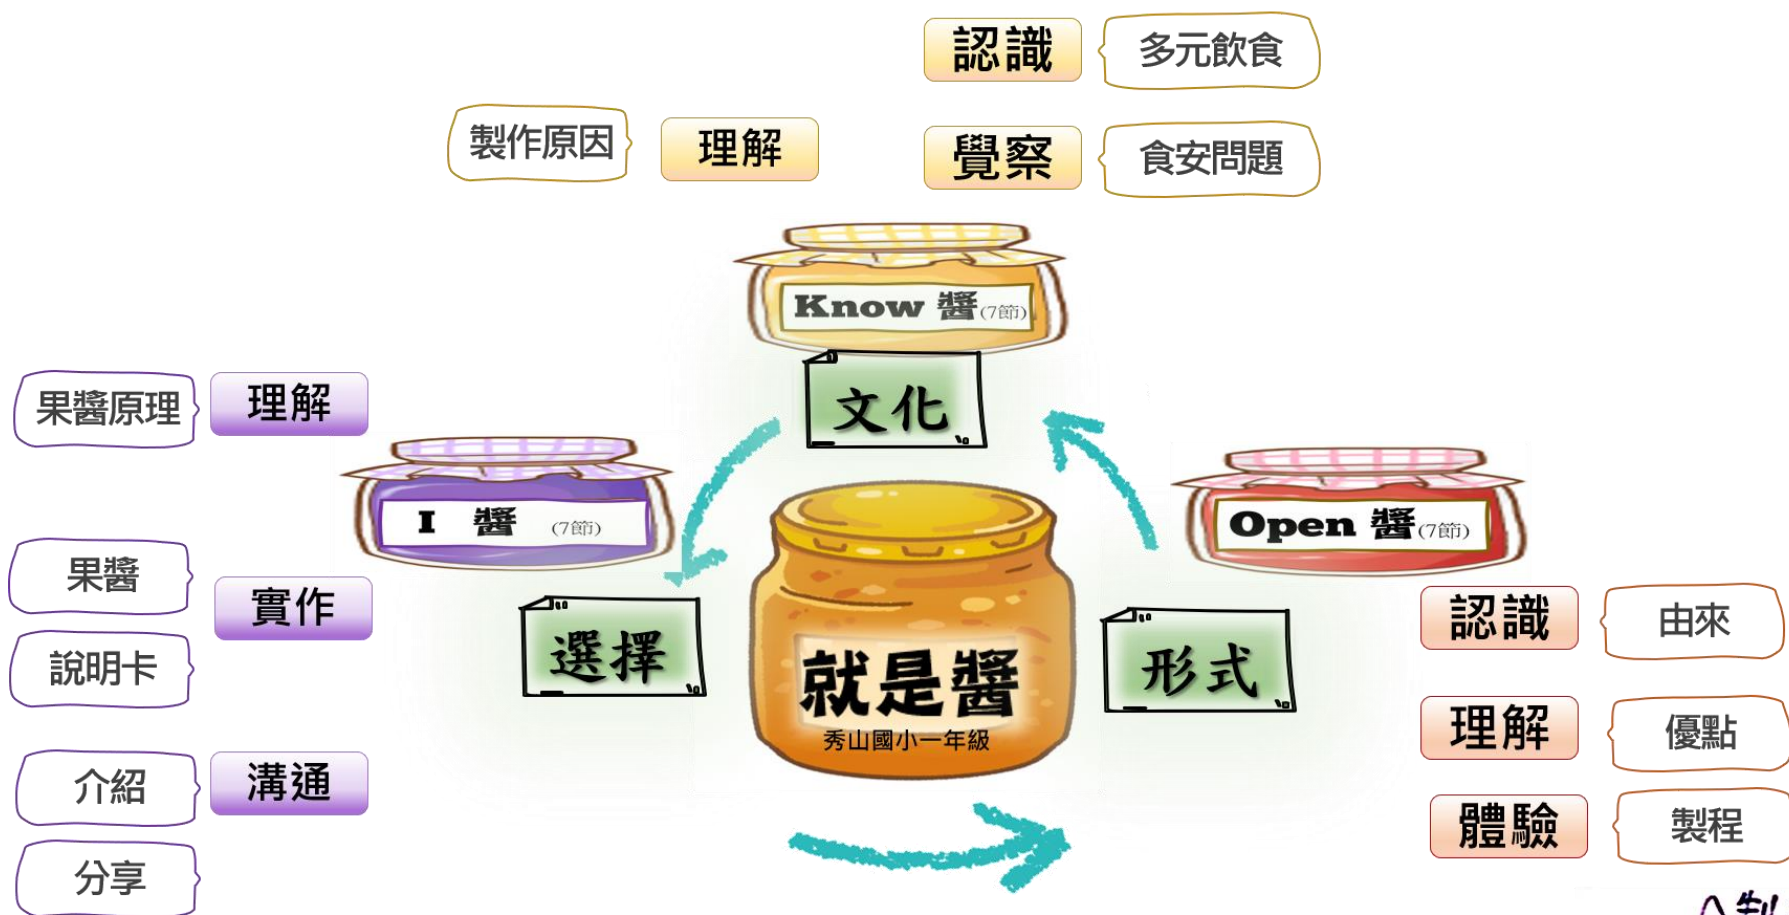 認識
多元飲食
製作原因
理解
覺察
食安問題
Know 醬(7節)
文化
果醬原理
理解
I 醬 (7節)
Open 醬(7節)
果醬
實作
說明卡
選擇
就是醬
秀山國小一年級
形式
認識
由來
理解
優點
介紹
溝通
分享
體驗
製程